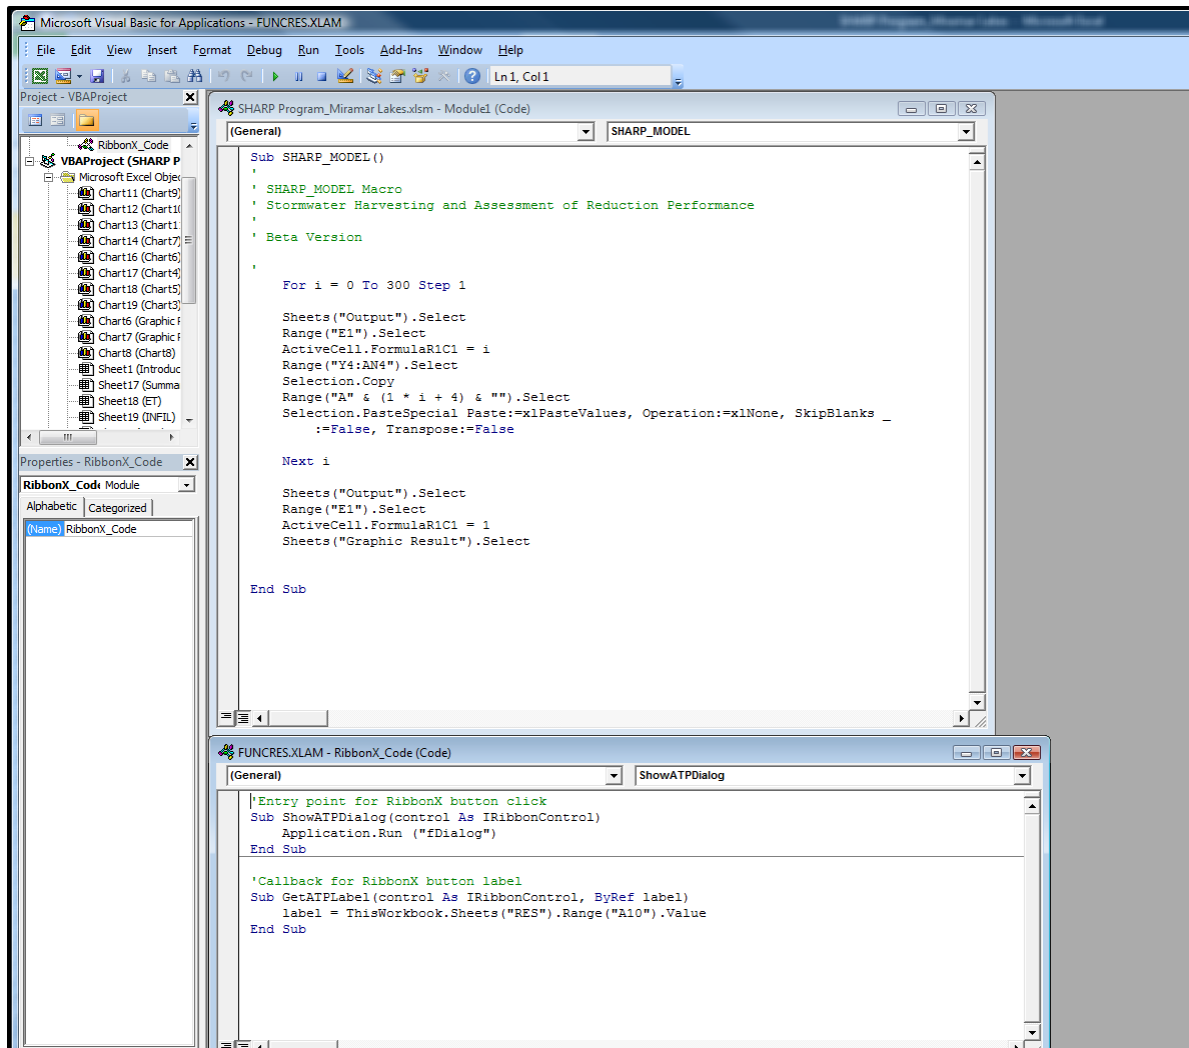 Microsoft Visual Basic for Applications - FUNCRES.XLAM
SHARP Program_Miramar Lakes - Microsoft Excel
File Edit View Insert Format Debug Run Tools Add-Ins Window Help
Ln 1, Col 1
Project - VBAProject
RibbonX_Code
VBAProject (SHARP P
Microsoft Excel Objec
Chart11 (Chart9)
Chart12 (Chart10
Chart13 (Chart1
Chart14 (Chart7)
Chart16 (Chart6)
Chart17 (Chart4)
Chart18 (Chart5)
Chart19 (Chart3)
Chart6 (Graphic F
Chart7 (Graphic F
Chart8 (Chart8)
Sheet1 (Introduc
Sheet17 (Summa
Sheet18 (ET)
Sheet19 (INFIL)
Properties - RibbonX_Code
RibbonX_Code Module
Alphabetic Categorized
(Name) RibbonX_Code
SHARP Program_Miramar Lakes.xlsm - Module1 (Code)
(General) SHARP_MODEL
Sub SHARP_MODEL()
'
' SHARP_MODEL Macro
' Stormwater Harvesting and Assessment of Reduction Performance
'
' Beta Version
'
For i = 0 To 300 Step 1
Sheets("Output").Select
Range("E1").Select
ActiveCell.FormulaR1C1 = i
Range("Y4:AN4").Select
Selection.Copy
Range("A" & (1 * i + 4) & "").Select
Selection.PasteSpecial Paste:=xlPasteValues, Operation:=xlNone, SkipBlanks _
:=False, Transpose:=False
Next i
Sheets("Output").Select
Range("E1").Select
ActiveCell.FormulaR1C1 = 1
Sheets("Graphic Result").Select
End Sub
FUNCRES.XLAM - RibbonX_Code (Code)
(General) ShowATPDialog
'Entry point for RibbonX button click
Sub ShowATPDialog(control As IRibbonControl)
Application.Run ("fDialog")
End Sub
'Callback for RibbonX button label
Sub GetATPLabel(control As IRibbonControl, ByRef label)
label = ThisWorkbook.Sheets("RES").Range("A10").Value
End Sub